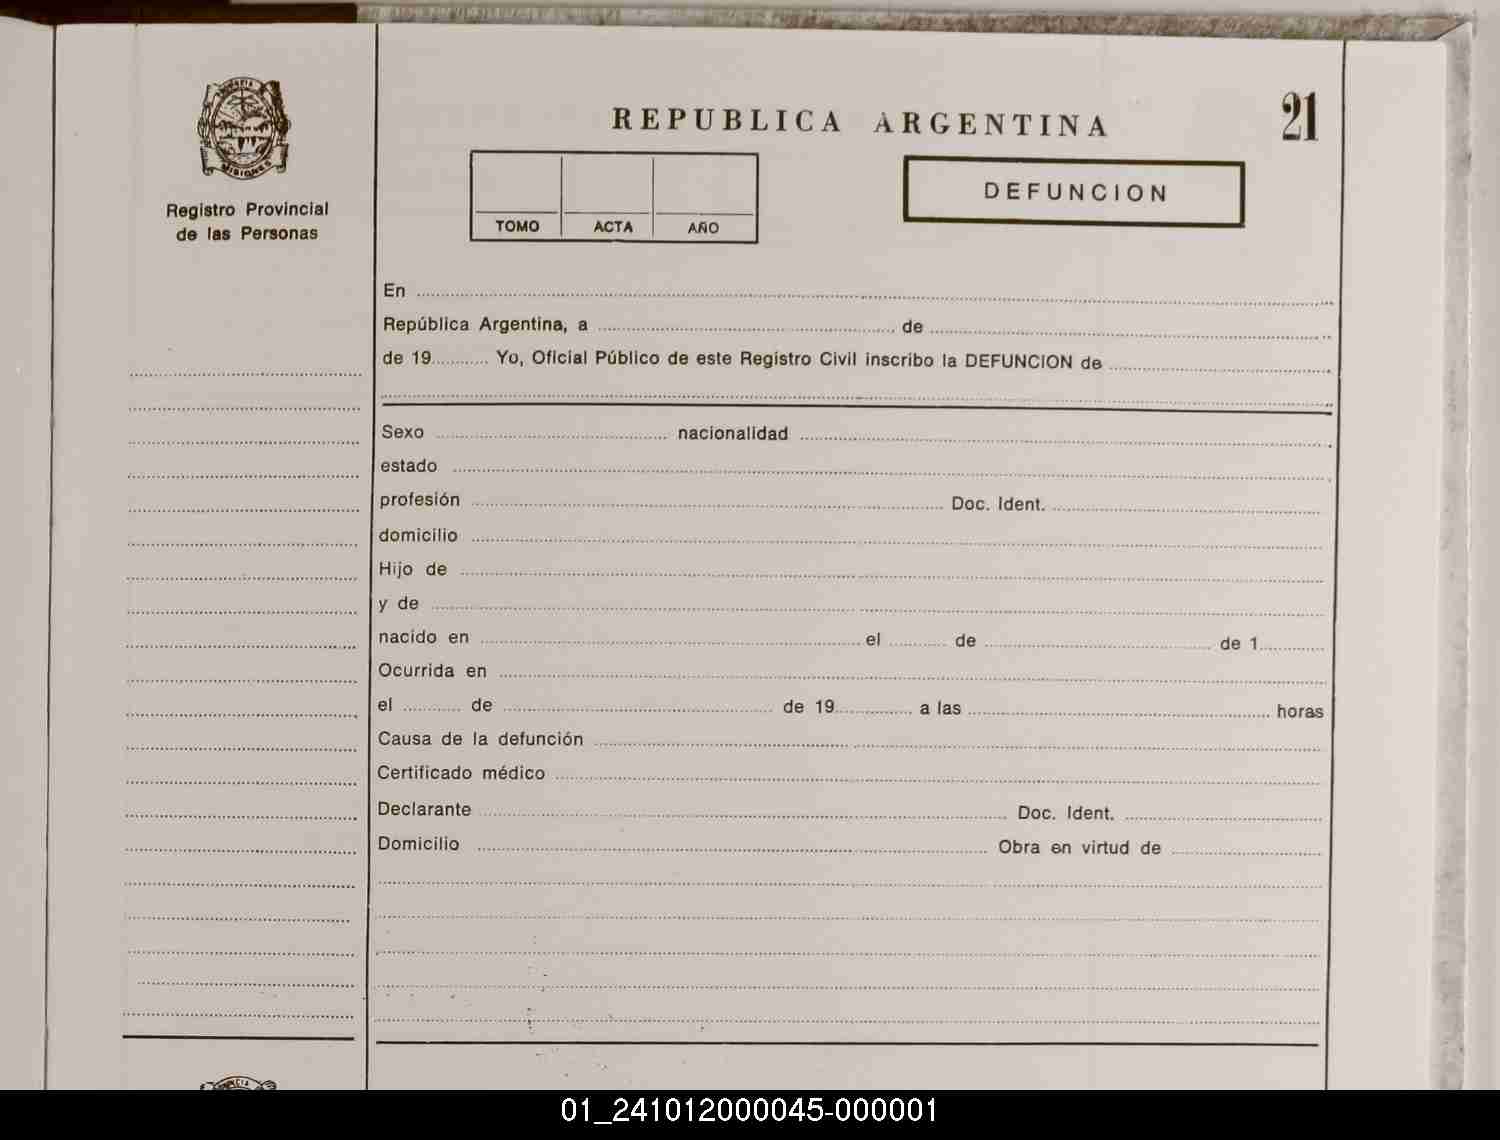 PROVINCIA
MISIONES
Registro Provincial
de las Personas
REPUBLICA ARGENTINA
21
TOMO ACTA AÑO
DEFUNCION
En
República Argentina, a de
de 19 Yo, Oficial Público de este Registro Civil inscribo la DEFUNCION de
Sexo nacionalidad
estado
profesión Doc. Ident.
domicilio
Hijo de
y de
nacido en el de de 1
Ocurrida en
el de de 19 a las horas
Causa de la defunción
Certificado médico
Declarante Doc. Ident.
Domicilio Obra en virtud de
01_241012000045-000001